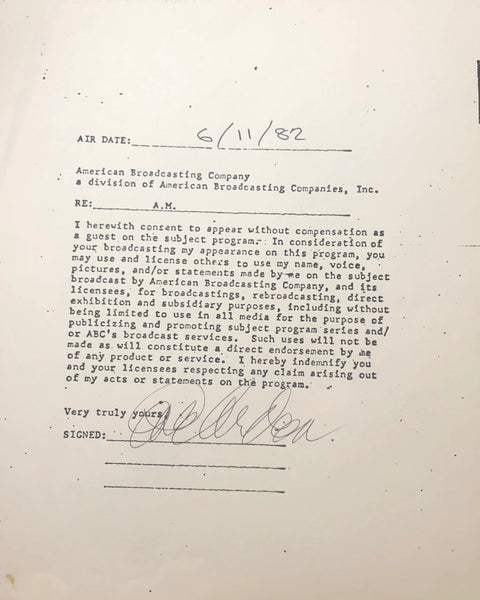 AIR DATE: 6/11/82
American Broadcasting Company
a division of American Broadcasting Companies, Inc.
RE: A.M.
I herewith consent to appear without compensation as
a guest on the subject program. In consideration of
your broadcasting my appearance on this program, you
may use and license others to use my name, voice,
pictures, and/or statements made by me on the subject
broadcast by American Broadcasting Company, and its
licensees, for broadcastings, rebroadcasting, direct
exhibition and subsidiary purposes, including without
being limited to use in all media for the purpose of
publicizing and promoting subject program series and/
or ABC's broadcast services. Such uses will not be
made as will constitute a direct endorsement by me
of any product or service. I hereby indemnify you
and your licensees respecting any claim arising out
of my acts or statements on the program.
Very truly yours,
SIGNED: